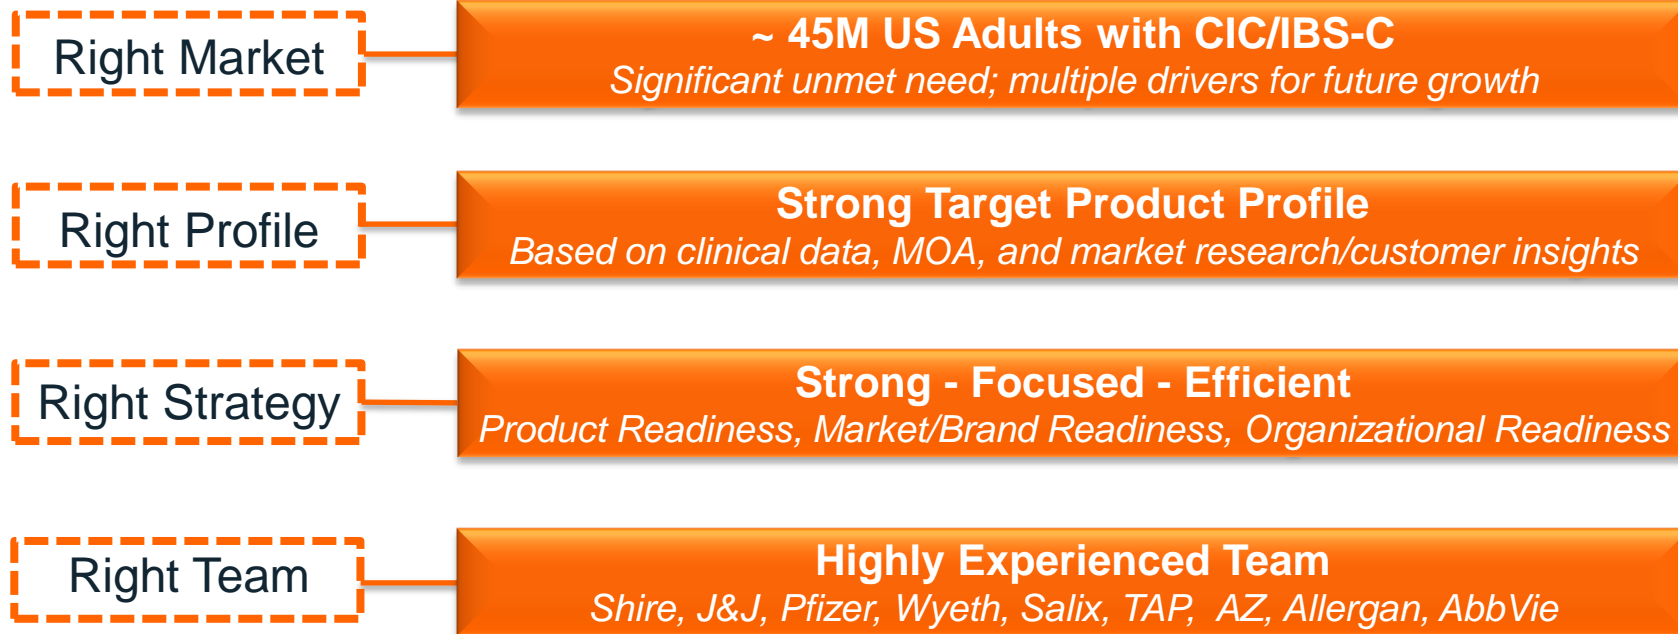 Right Market
~ 45M US Adults with CIC/IBS-C
Significant unmet need; multiple drivers for future growth
Right Profile
Strong Target Product Profile
Based on clinical data, MOA, and market research/customer insights
Right Strategy
Strong - Focused - Efficient
Product Readiness, Market/Brand Readiness, Organizational Readiness
Right Team
Highly Experienced Team
Shire, J&J, Pfizer, Wyeth, Salix, TAP, AZ, Allergan, AbbVie